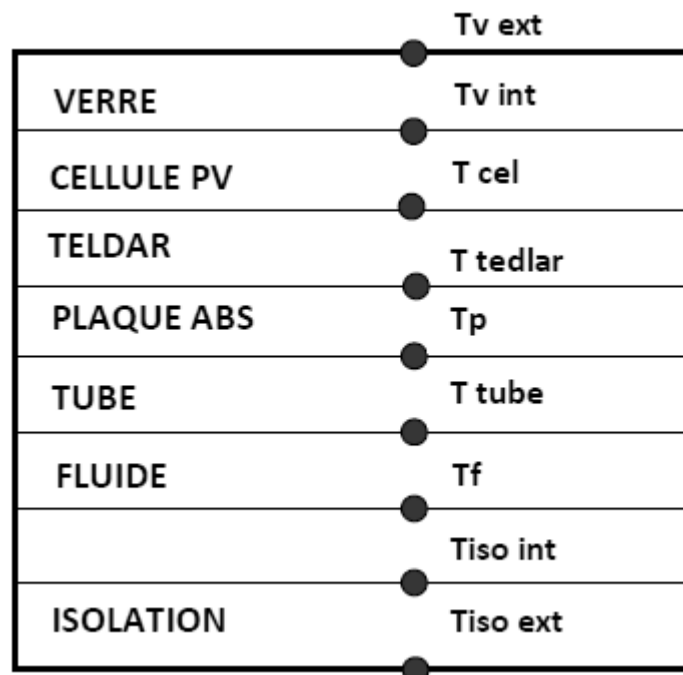 Tv ext
VERRE Tv int
CELLULE PV T cel
TELDAR T tedlar
PLAQUE ABS Tp
TUBE T tube
FLUIDE Tf
Tiso int
ISOLATION Tiso ext